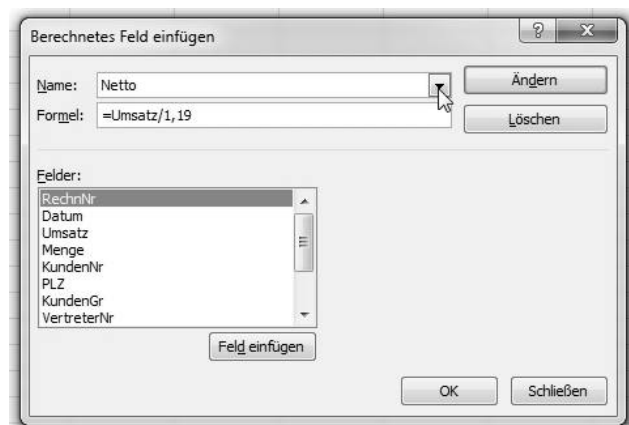 Berechnetes Feld einfügen
Name: Netto
Ändern
Formel: =Umsatz/1,19
Löschen
Felder:
RechnNr
Datum
Umsatz
Menge
KundenNr
PLZ
KundenGr
VertreterNr
Feld einfügen
OK
Schließen